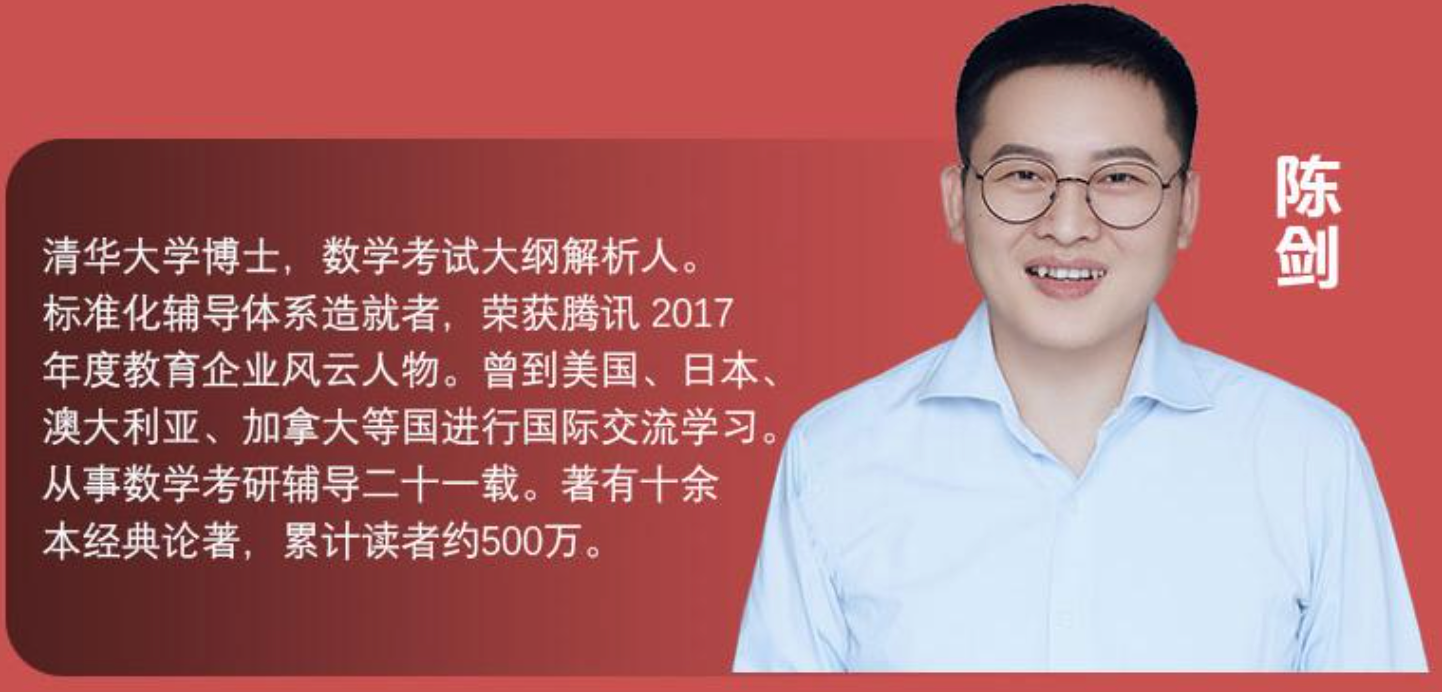 清华大学博士，数学考试大纲解析人。
标准化辅导体系造就者，荣获腾讯 2017
年度教育企业风云人物。曾到美国、日本、
澳大利亚、加拿大等国进行国际交流学习。
从事数学考研辅导二十一载。著有十余
本经典论著，累计读者约500万。
陈剑